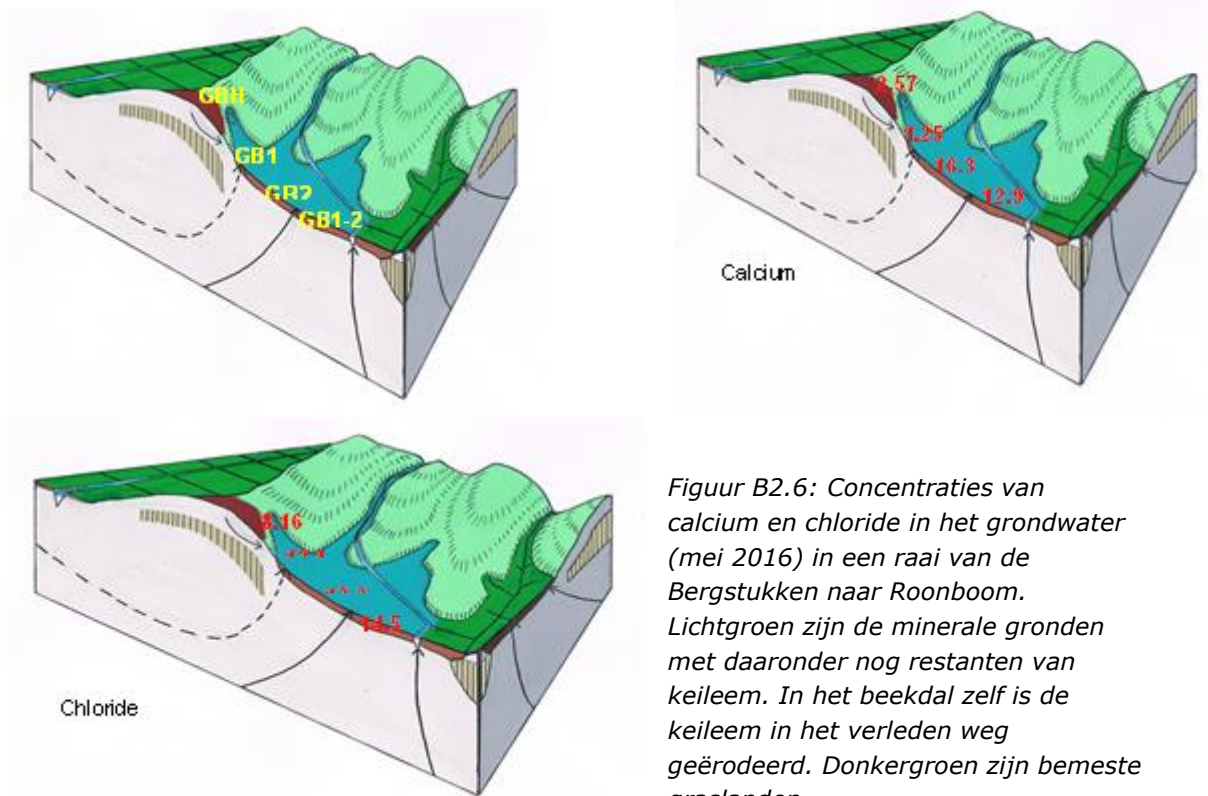 GBH
GB1
GB2
GB1-2
3.57
3.25
16.3
12.9
Calcium
8.16
14.5
Chloride
Figuur B2.6: Concentraties van
calcium en chloride in het grondwater
(mei 2016) in een raai van de
Bergstukken naar Roonboom.
Lichtgroen zijn de minerale gronden
met daaronder nog restanten van
keileem. In het beekdal zelf is de
keileem in het verleden weg
geërodeerd. Donkergroen zijn bemeste